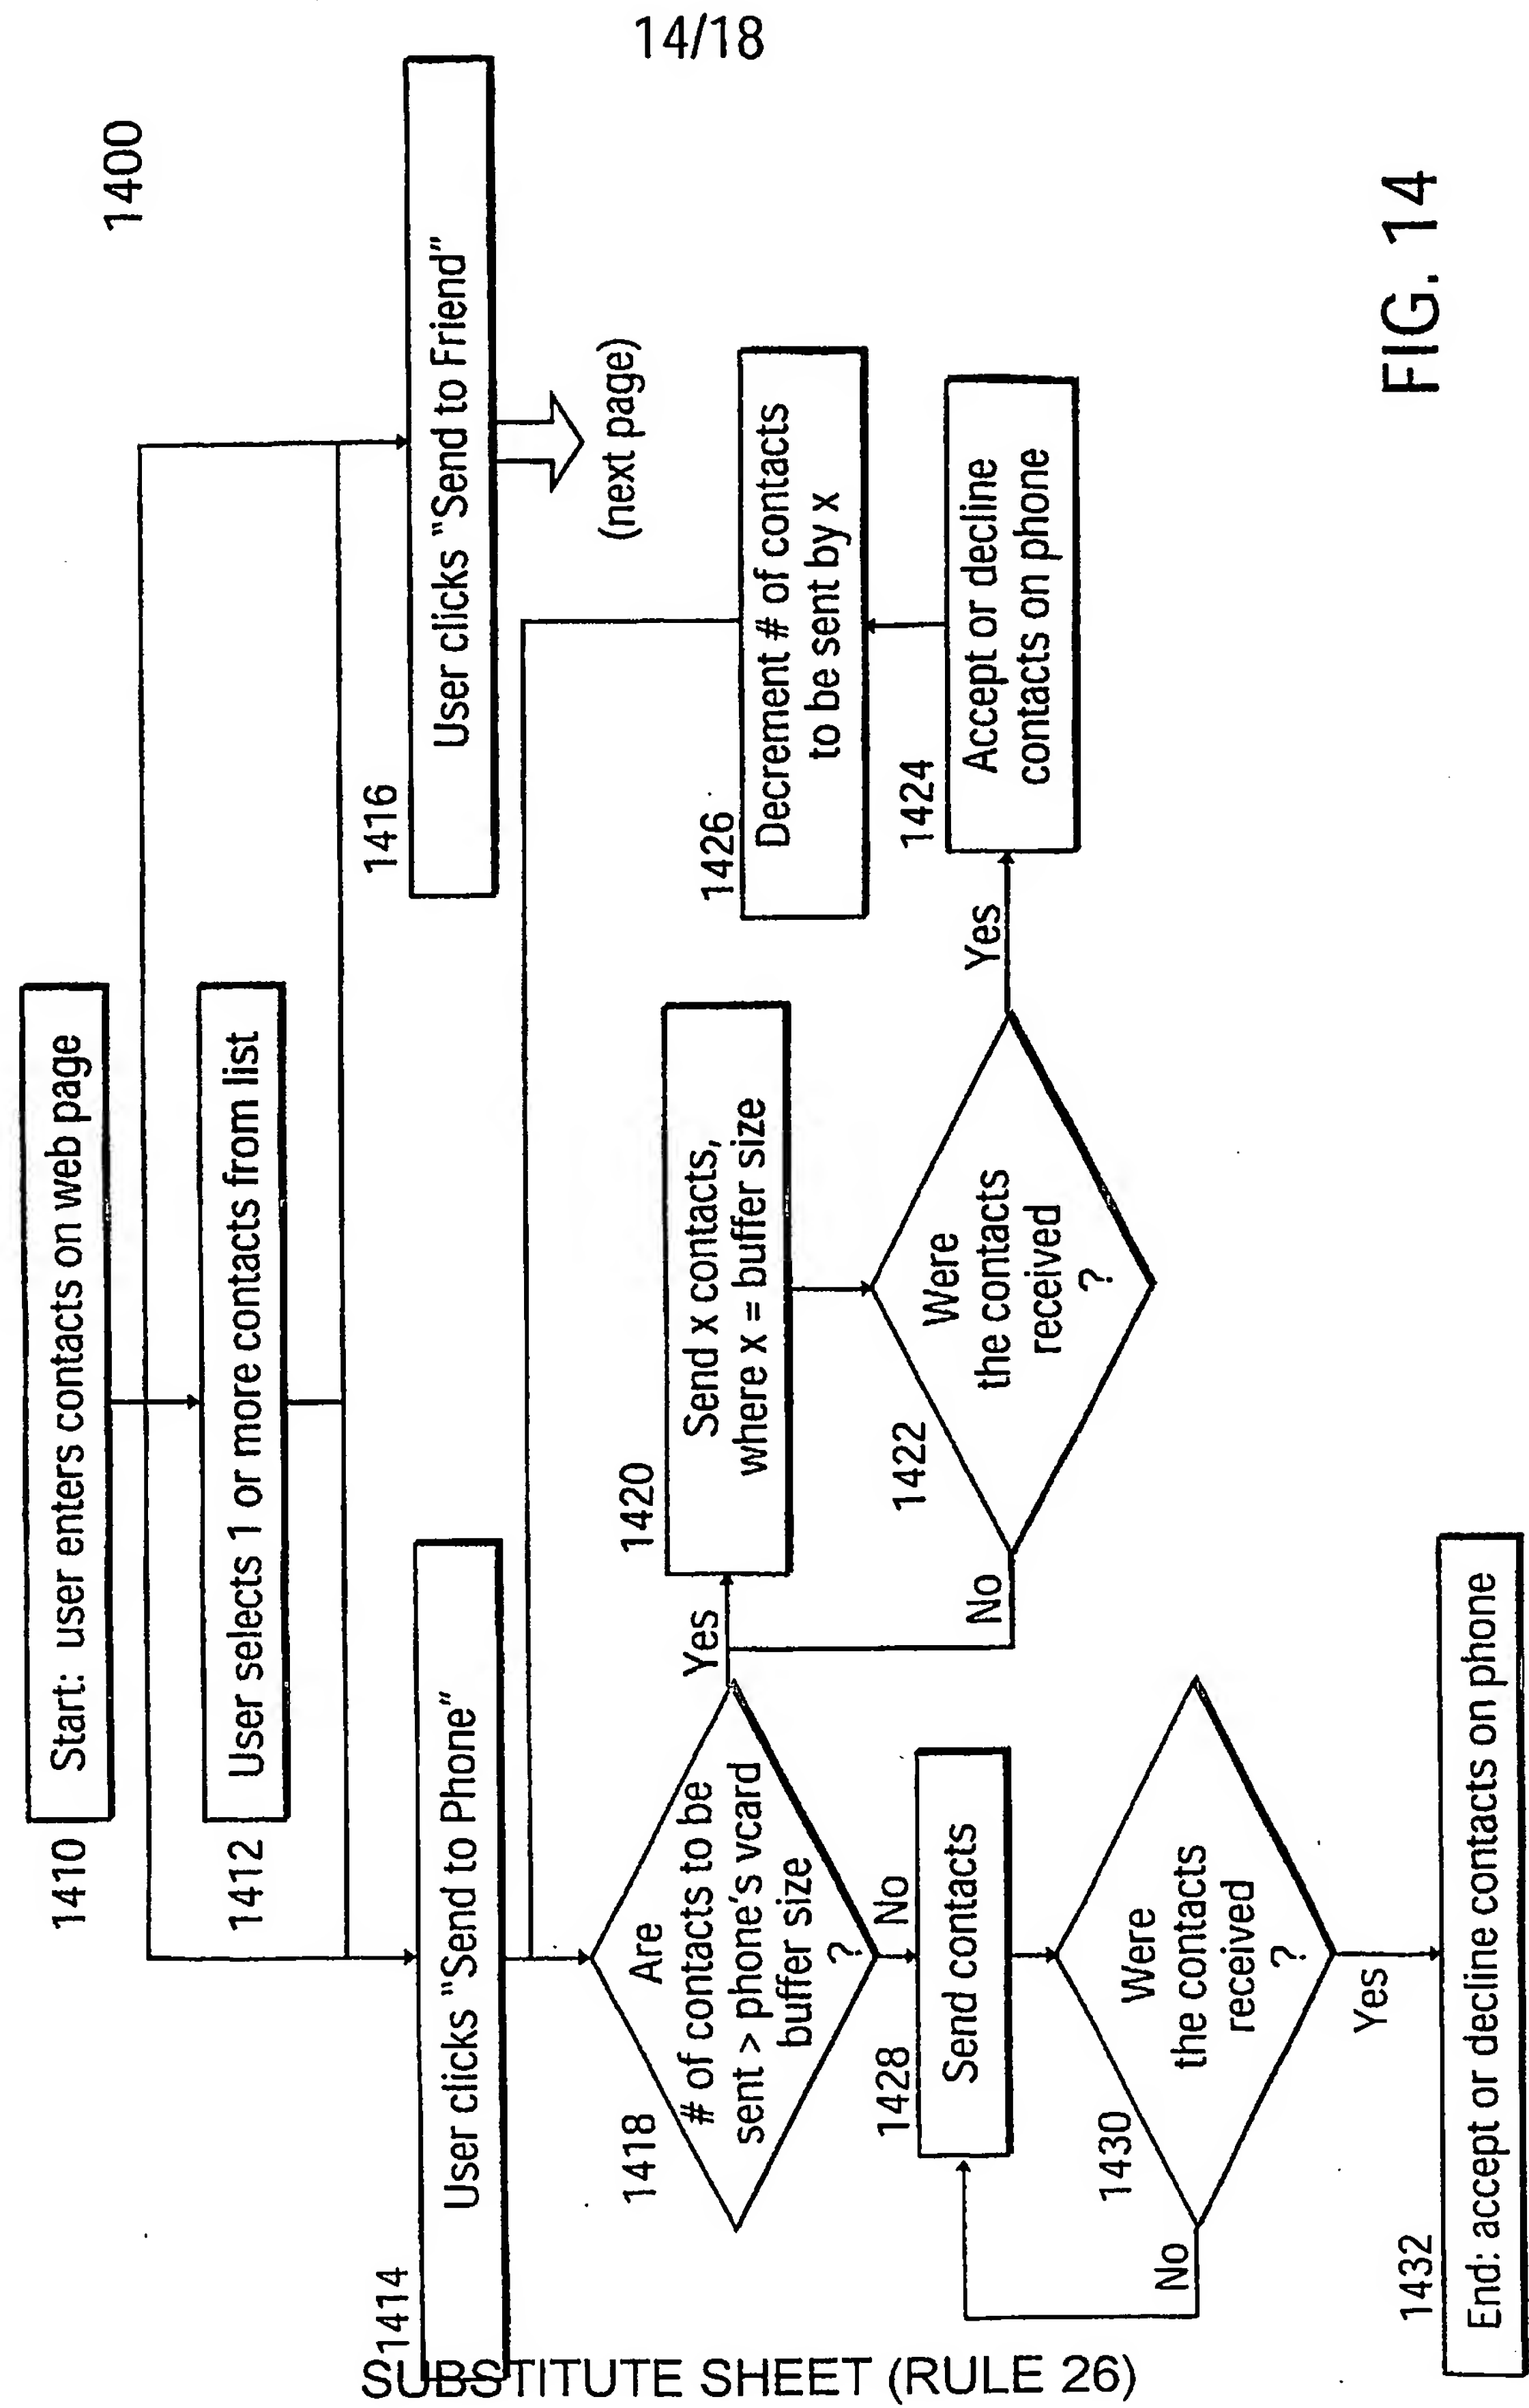 14/18
1400
1410
Start: user enters contacts on web page
1412
User selects 1 or more contacts from list
1414
User clicks "Send to Phone"
1416
User clicks "Send to Friend"
(next page)
1418
Are
# of contacts to be
sent > phone's vcard
buffer size
?
Yes
No
1420
Send x contacts,
where x = buffer size
1422
Were
the contacts
received
?
No
Yes
1424
Accept or decline
contacts on phone
1426
Decrement # of contacts
to be sent by x
1428
Send contacts
1430
Were
the contacts
received
?
No
Yes
1432
End: accept or decline contacts on phone
FIG. 14
SUBSTITUTE SHEET (RULE 26)